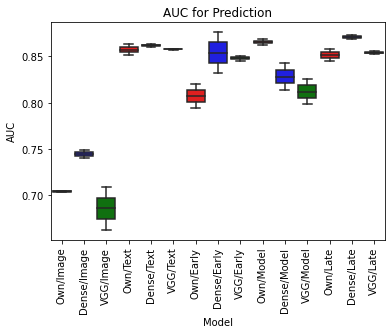 AUC for Prediction
AUC
0.85
0.80
0.75
0.70
Own/Image
Dense/Image
VGG/Image
Own/Text
Dense/Text
VGG/Text
Own/Early
Dense/Early
VGG/Early
Own/Model
Dense/Model
VGG/Model
Own/Late
Dense/Late
VGG/Late
Model